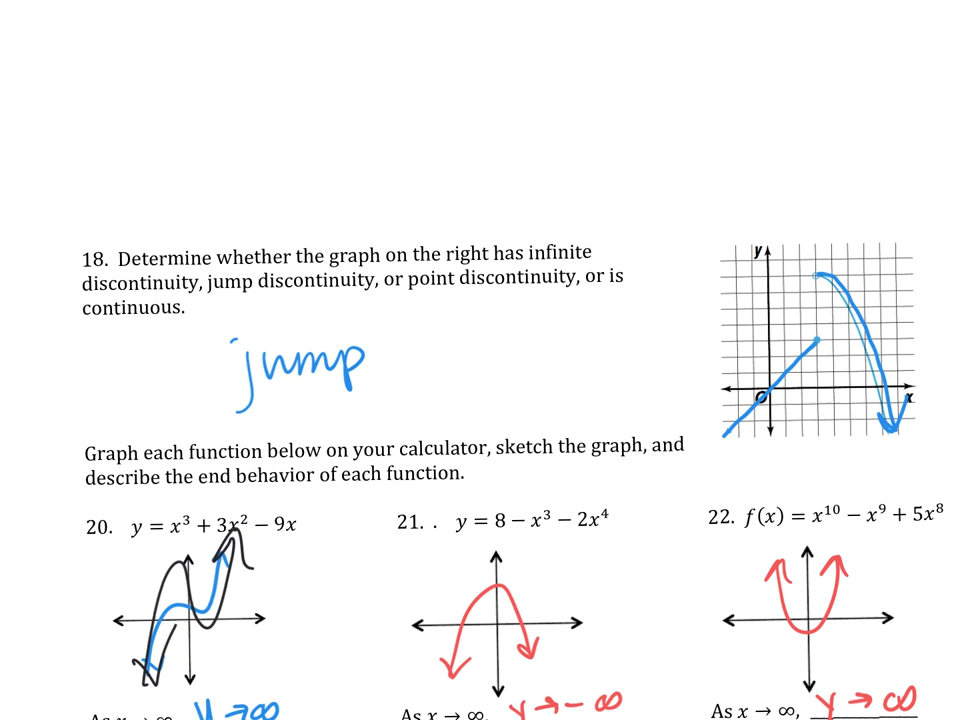 18. Determine whether the graph on the right has infinite
discontinuity, jump discontinuity, or point discontinuity, or is
continuous.
y
O
x
jump
Graph each function below on your calculator, sketch the graph, and
describe the end behavior of each function.
20. y = x³ + 3x² − 9x
21. . y = 8 − x³ − 2x⁴
22. f(x) = x¹⁰ − x⁹ + 5x⁸
As x → ∞, y → ∞
As x → ∞, y → − ∞
As x → ∞, y → ∞